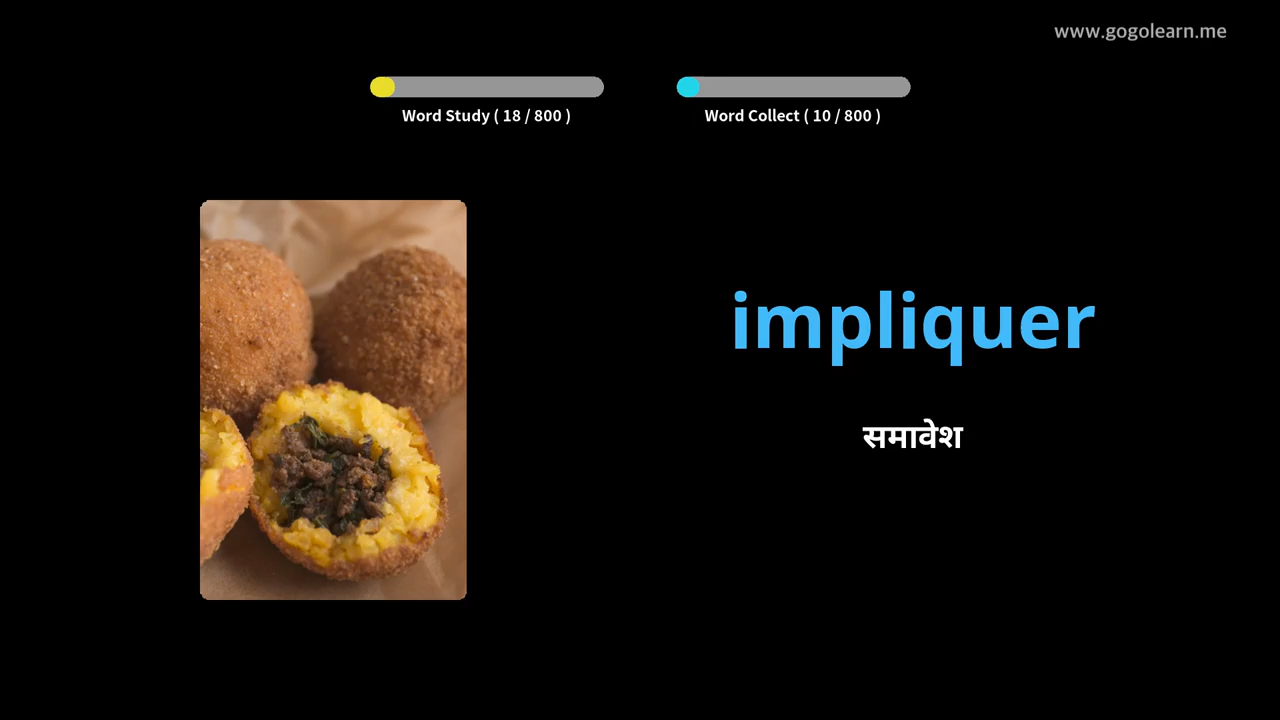 www.gogolearn.me
Word Study ( 18 / 800 )
Word Collect ( 10 / 800 )
impliquer
समावेश